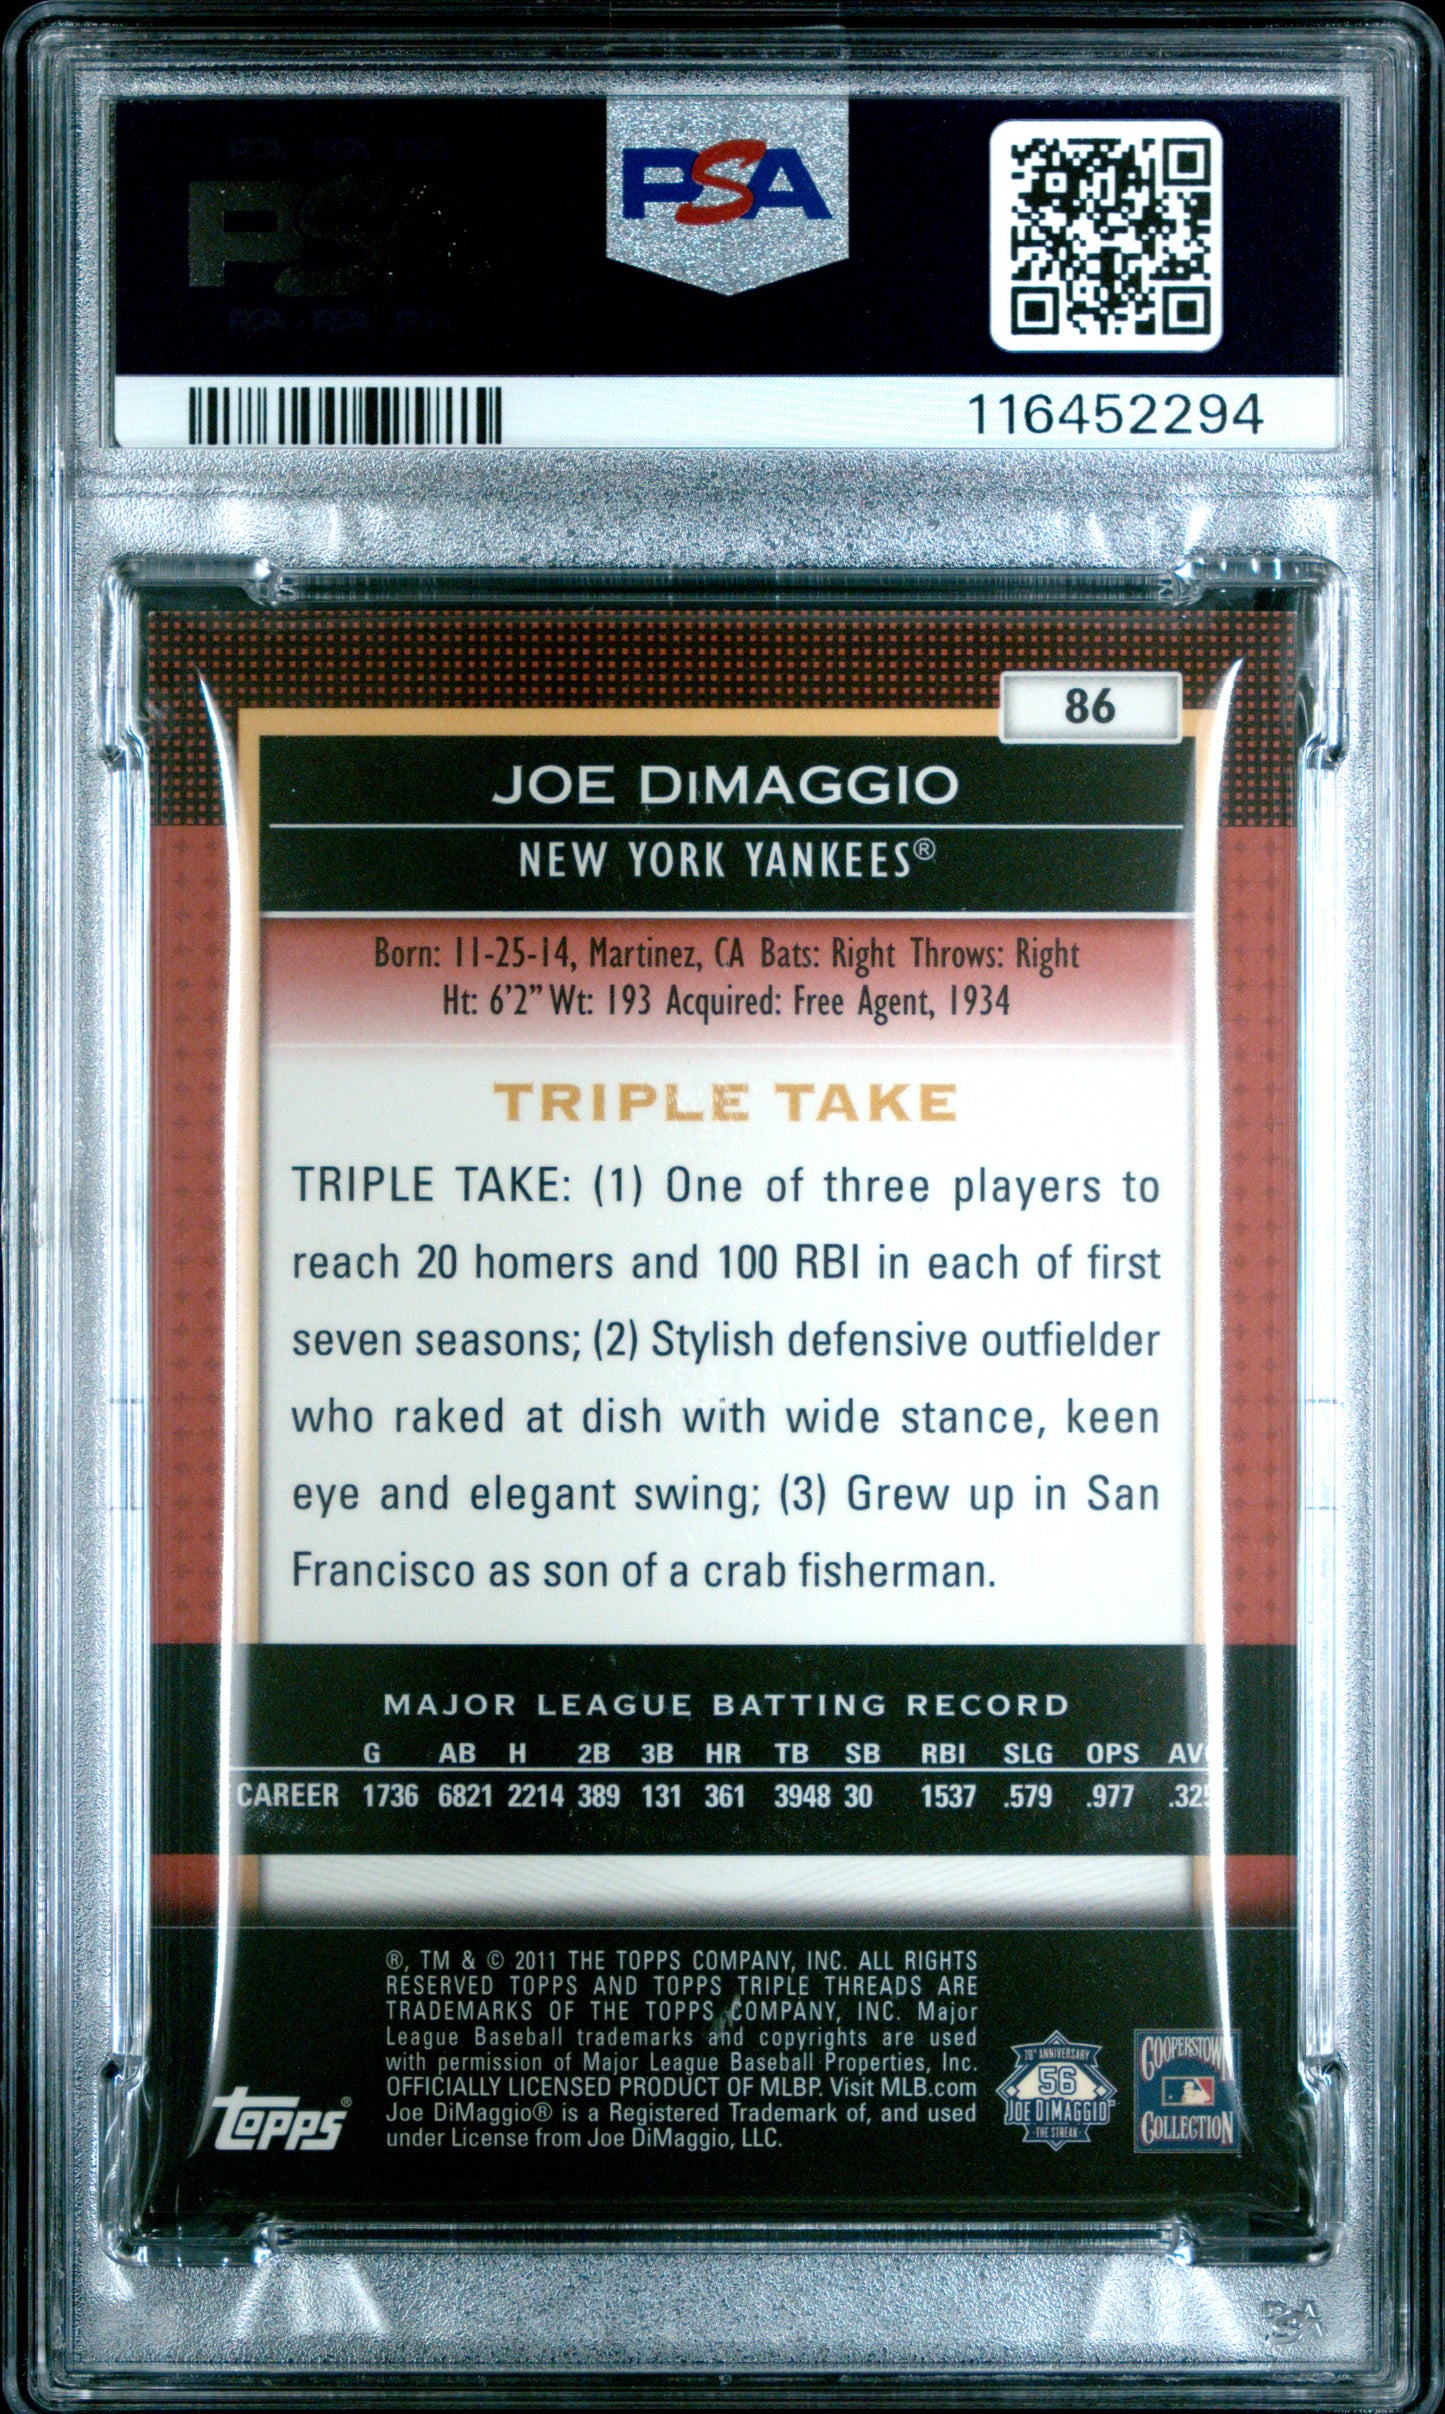 PSA
116452294
86
JOE DiMAGGIO
NEW YORK YANKEES®
Born: 11-25-14, Martinez, CA Bats: Right Throws: Right
Ht: 6'2" Wt: 193 Acquired: Free Agent, 1934
TRIPLE TAKE
TRIPLE TAKE: (1) One of three players to
reach 20 homers and 100 RBI in each of first
seven seasons; (2) Stylish defensive outfielder
who raked at dish with wide stance, keen
eye and elegant swing; (3) Grew up in San
Francisco as son of a crab fisherman.
MAJOR LEAGUE BATTING RECORD
G AB H 2B 3B HR TB SB RBI SLG OPS
CAREER 1736 6821 2214 389 131 361 3948 30 1537 .579 .977 .325
®, TM & © 2011 THE TOPPS COMPANY, INC. ALL RIGHTS
RESERVED TOPPS AND TOPPS TRIPLE THREADS ARE
TRADEMARKS OF THE TOPPS COMPANY, INC. Major
League Baseball trademarks and copyrights are used
with permission of Major League Baseball Properties, Inc.
OFFICIALLY LICENSED PRODUCT OF MLBP. Visit MLB.com
Joe DiMaggio® is a Registered Trademark of, and used
under License from Joe DiMaggio, LLC.
topps®
70TH ANNIVERSARY
56
JOE DIMAGGIO
THE STREAK
COOPERSTOWN
COLLECTION
PSA